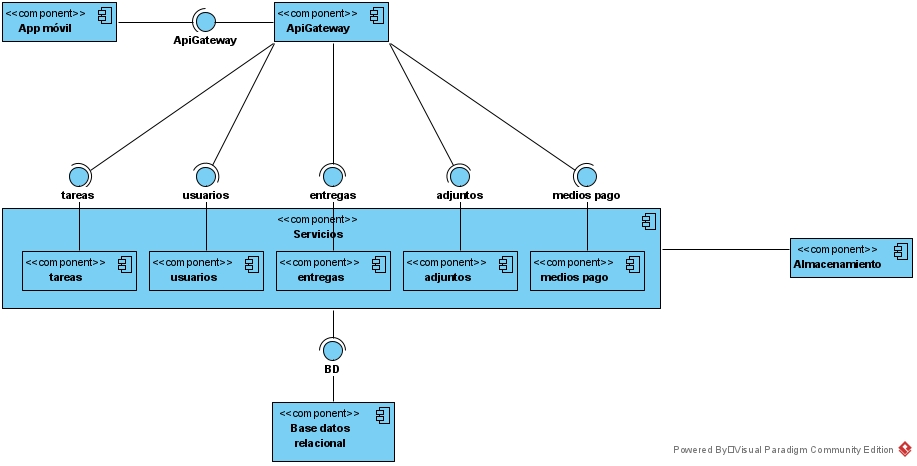 <<component>>
App móvil
ApiGateway
<<component>>
ApiGateway
tareas
usuarios
entregas
adjuntos
medios pago
<<component>>
Servicios
<<component>>
tareas
<<component>>
usuarios
<<component>>
entregas
<<component>>
adjuntos
<<component>>
medios pago
<<component>>
Almacenamiento
BD
<<component>>
Base datos
relacional
Powered By Visual Paradigm Community Edition